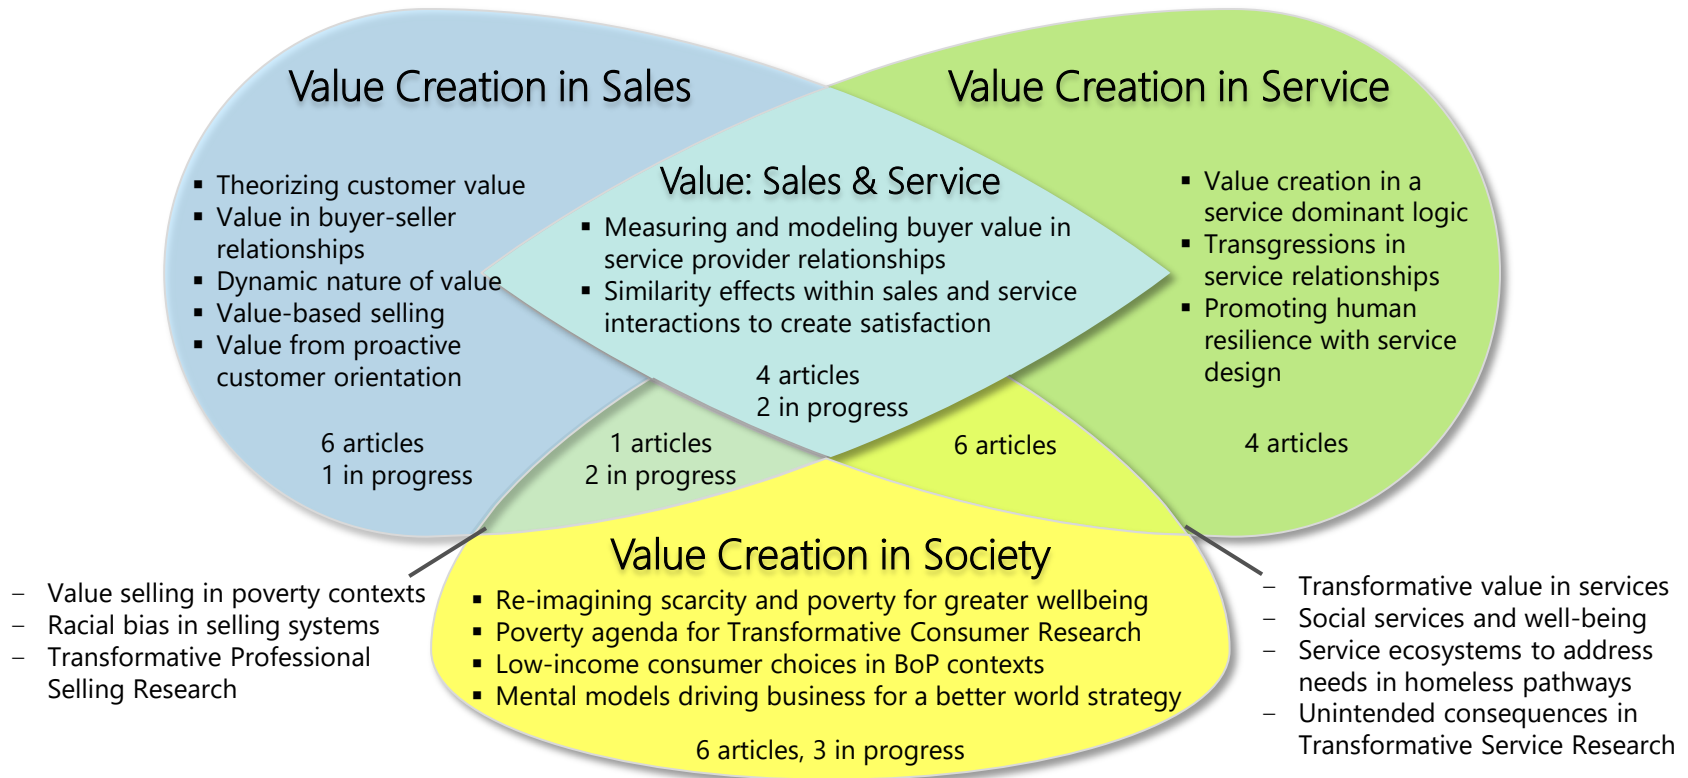 Value Creation in Sales
▪ Theorizing customer value
▪ Value in buyer-seller
relationships
▪ Dynamic nature of value
▪ Value-based selling
▪ Value from proactive
customer orientation
6 articles
1 in progress
Value: Sales & Service
▪ Measuring and modeling buyer value in
service provider relationships
▪ Similarity effects within sales and service
interactions to create satisfaction
4 articles
2 in progress
Value Creation in Service
▪ Value creation in a
service dominant logic
▪ Transgressions in
service relationships
▪ Promoting human
resilience with service
design
4 articles
1 articles
2 in progress
6 articles
– Value selling in poverty contexts
– Racial bias in selling systems
– Transformative Professional
Selling Research
Value Creation in Society
▪ Re-imagining scarcity and poverty for greater wellbeing
▪ Poverty agenda for Transformative Consumer Research
▪ Low-income consumer choices in BoP contexts
▪ Mental models driving business for a better world strategy
6 articles, 3 in progress
– Transformative value in services
– Social services and well-being
– Service ecosystems to address
needs in homeless pathways
– Unintended consequences in
Transformative Service Research